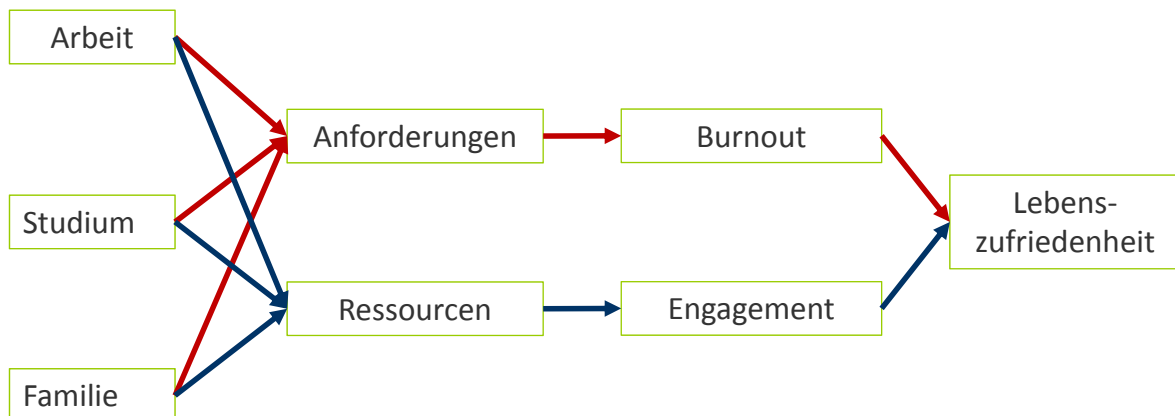 Arbeit
Anforderungen
Burnout
Studium
Lebens-
zufriedenheit
Ressourcen
Engagement
Familie